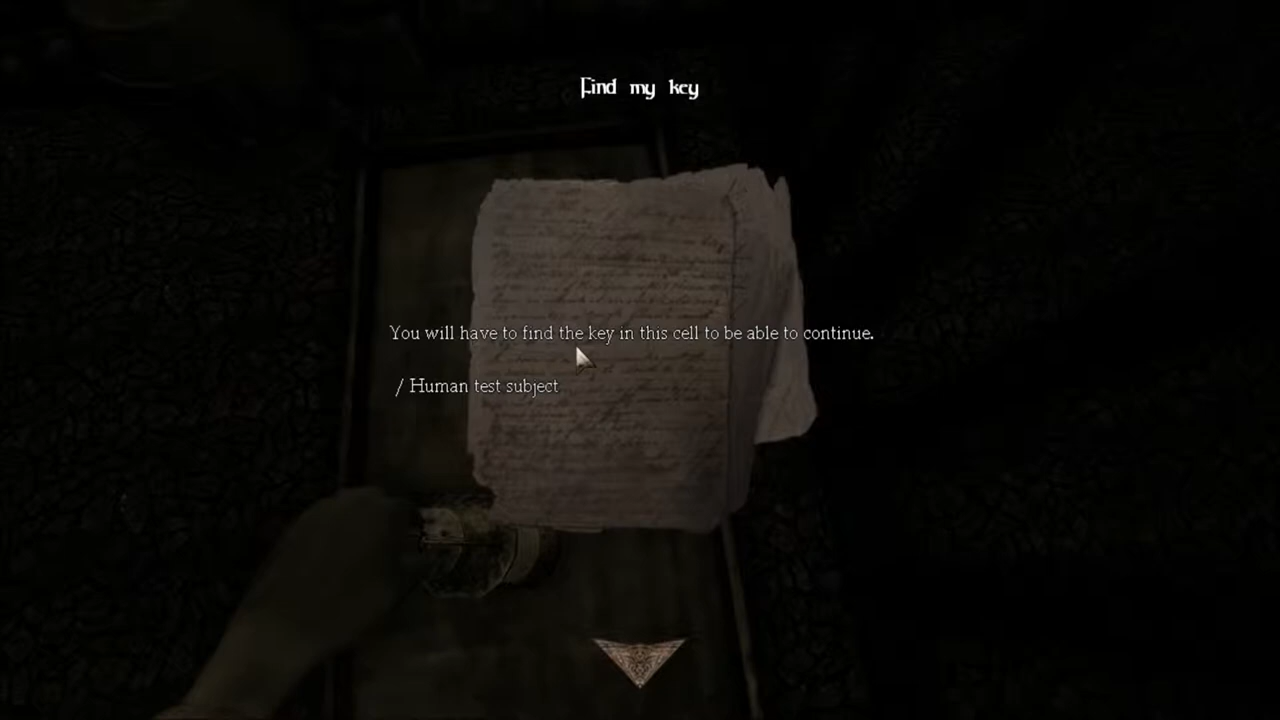 Find my key
You will have to find the key in this cell to be able to continue.
/ Human test subject